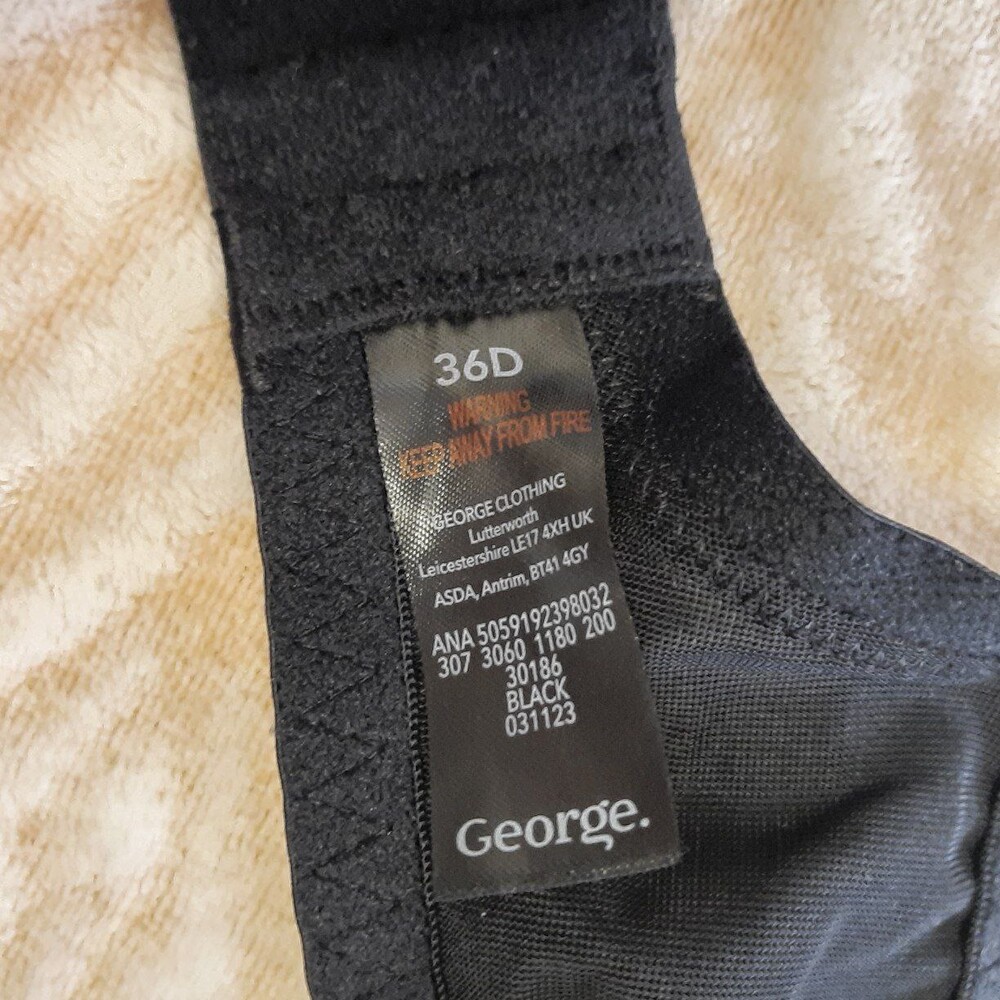 36D
WARNING
KEEP AWAY FROM FIRE
GEORGE CLOTHING
Lutterworth
Leicestershire LE17 4XH UK
ASDA, Antrim, BT41 4GY
ANA 5059192398032
307 3060 1180 200
30186
BLACK
031123
George.